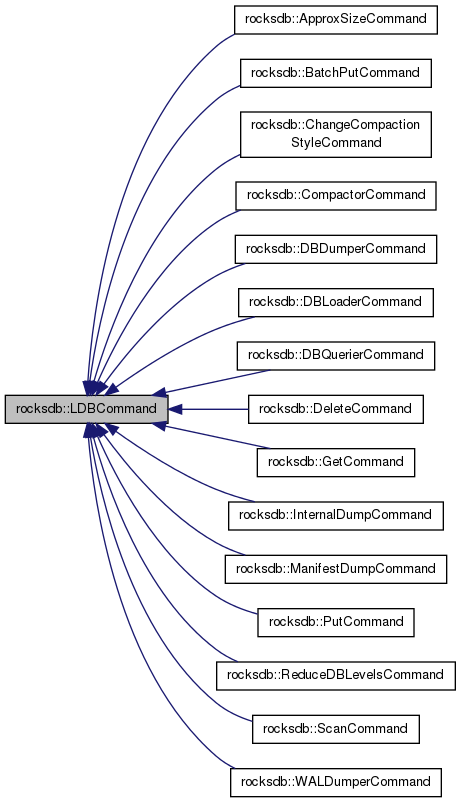 rocksdb::ApproxSizeCommand
rocksdb::BatchPutCommand
rocksdb::ChangeCompaction
StyleCommand
rocksdb::CompactorCommand
rocksdb::DBDumperCommand
rocksdb::DBLoaderCommand
rocksdb::DBQuerierCommand
rocksdb::LDBCommand
rocksdb::DeleteCommand
rocksdb::GetCommand
rocksdb::InternalDumpCommand
rocksdb::ManifestDumpCommand
rocksdb::PutCommand
rocksdb::ReduceDBLevelsCommand
rocksdb::ScanCommand
rocksdb::WALDumperCommand